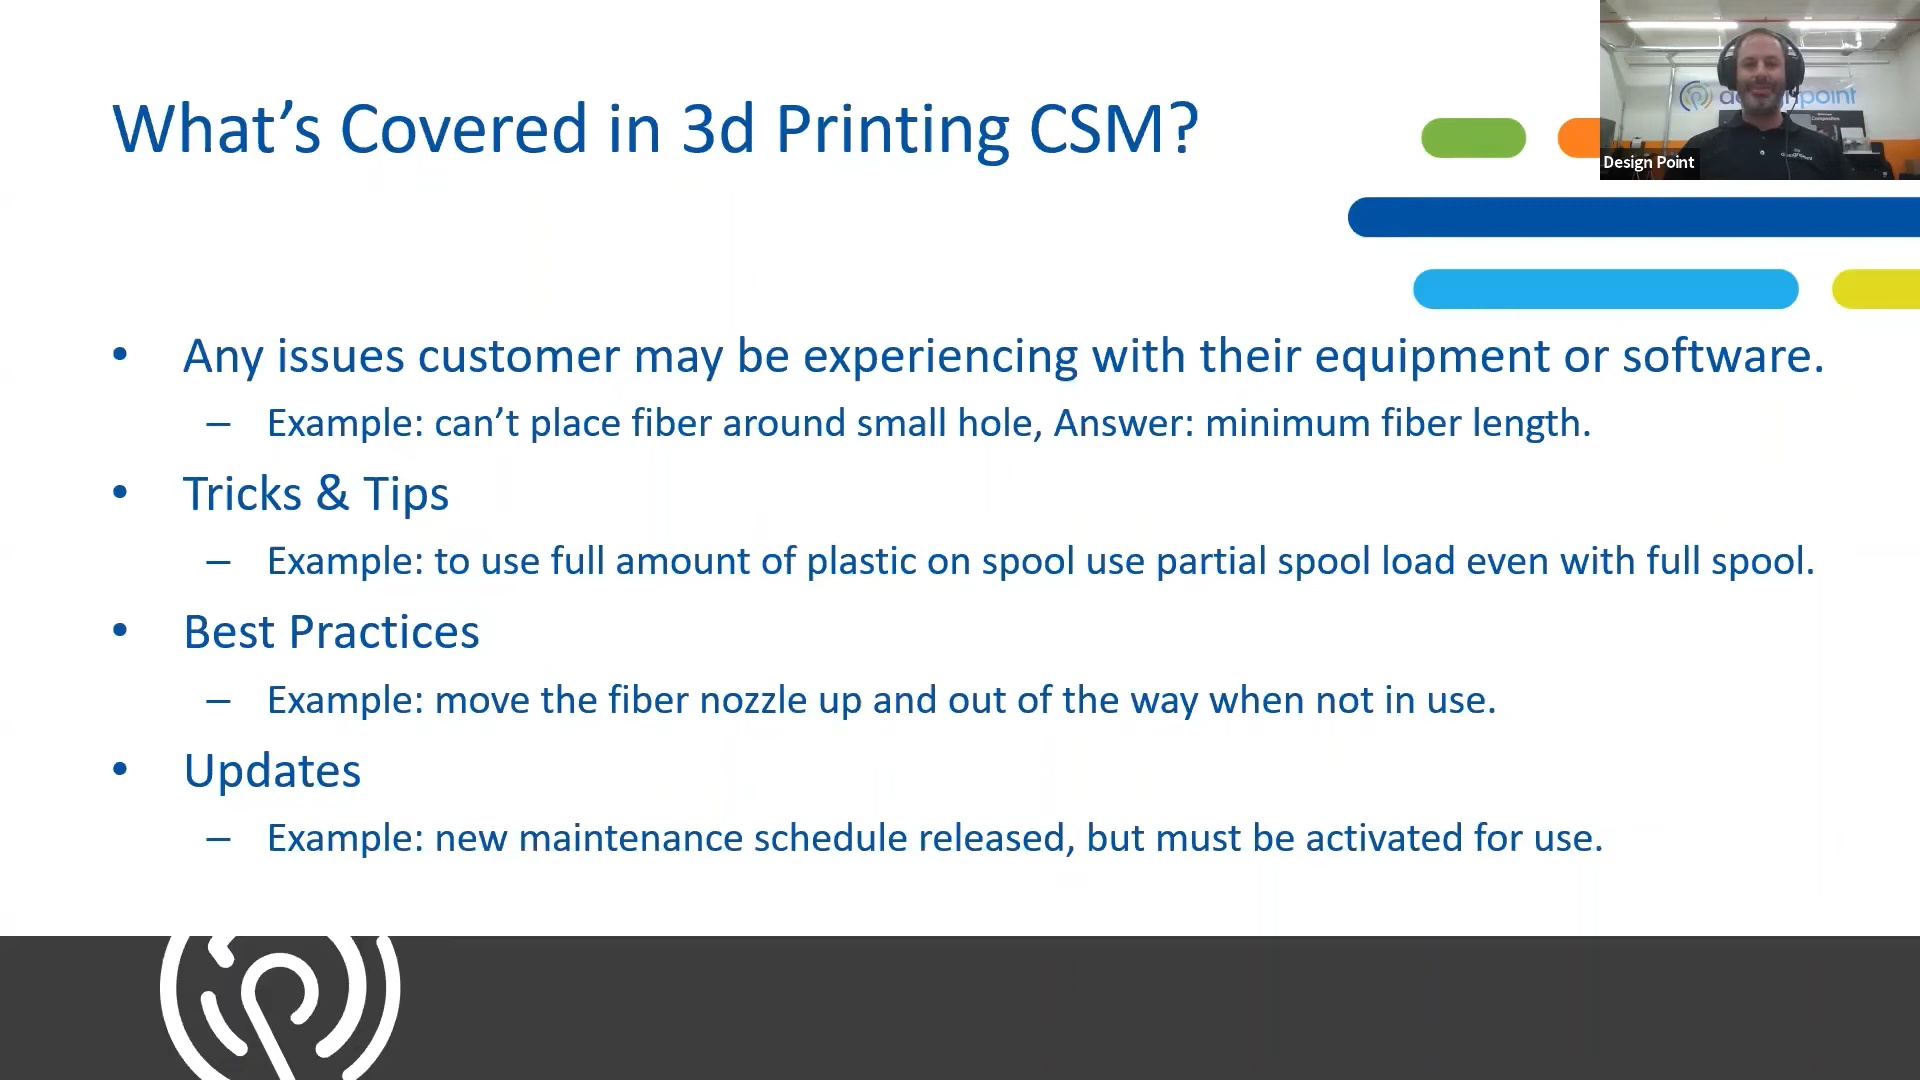 What’s Covered in 3d Printing CSM?
designpoint
Design Point
• Any issues customer may be experiencing with their equipment or software.
– Example: can’t place fiber around small hole, Answer: minimum fiber length.
• Tricks & Tips
– Example: to use full amount of plastic on spool use partial spool load even with full spool.
• Best Practices
– Example: move the fiber nozzle up and out of the way when not in use.
• Updates
– Example: new maintenance schedule released, but must be activated for use.